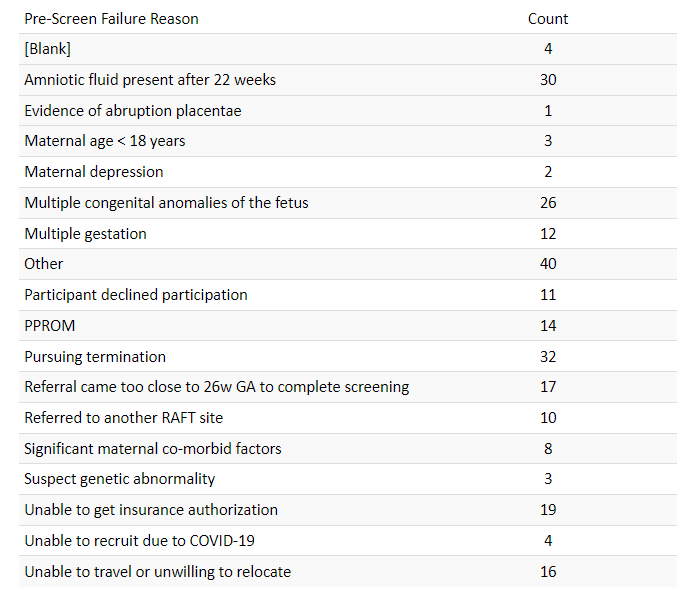 Pre-Screen Failure Reason Count
[Blank] 4
Amniotic fluid present after 22 weeks 30
Evidence of abruption placentae 1
Maternal age < 18 years 3
Maternal depression 2
Multiple congenital anomalies of the fetus 26
Multiple gestation 12
Other 40
Participant declined participation 11
PPROM 14
Pursuing termination 32
Referral came too close to 26w GA to complete screening 17
Referred to another RAFT site 10
Significant maternal co-morbid factors 8
Suspect genetic abnormality 3
Unable to get insurance authorization 19
Unable to recruit due to COVID-19 4
Unable to travel or unwilling to relocate 16